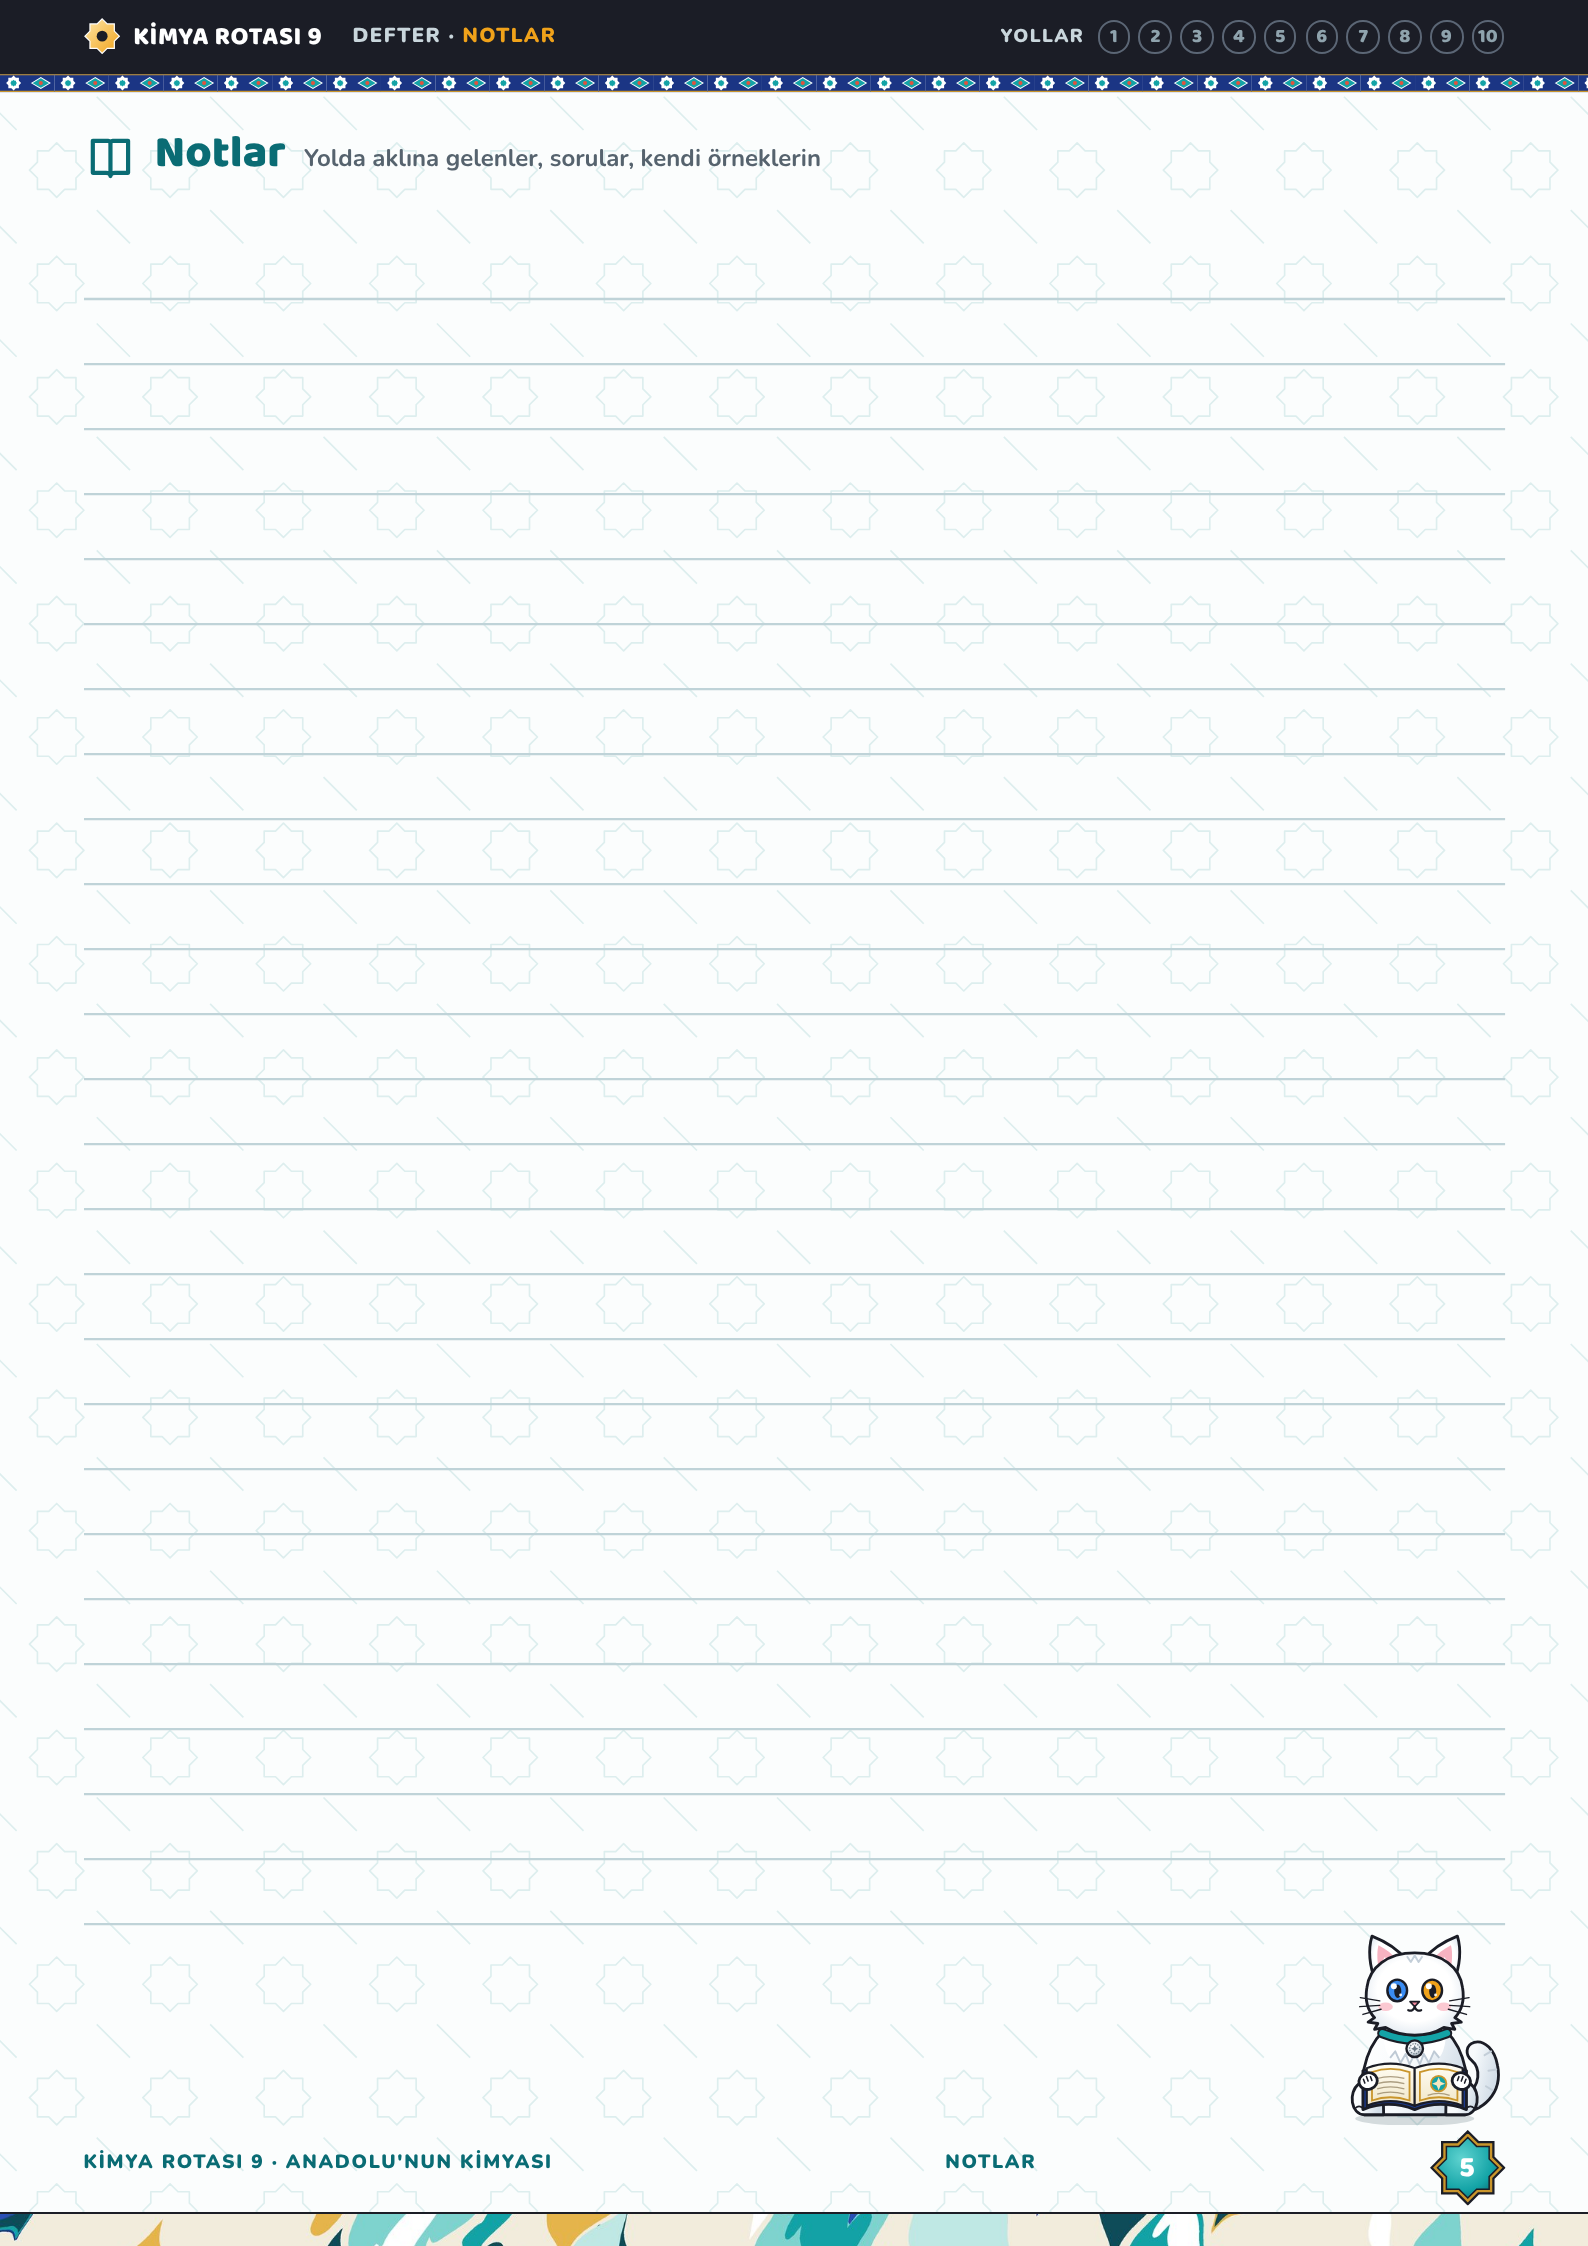 KİMYA ROTASI 9 DEFTER · NOTLAR YOLLAR 1 2 3 4 5 6 7 8 9 10
Notlar Yolda aklına gelenler, sorular, kendi örneklerin
KİMYA ROTASI 9 · ANADOLU'NUN KİMYASI NOTLAR 5